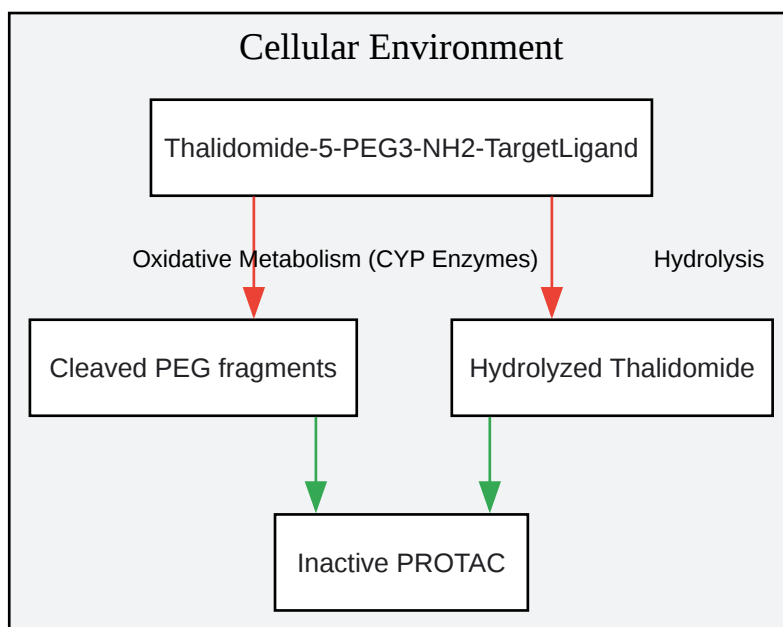 Cellular Environment
Thalidomide-5-PEG3-NH2-TargetLigand
Oxidative Metabolism (CYP Enzymes)
Hydrolysis
Cleaved PEG fragments
Hydrolyzed Thalidomide
Inactive PROTAC